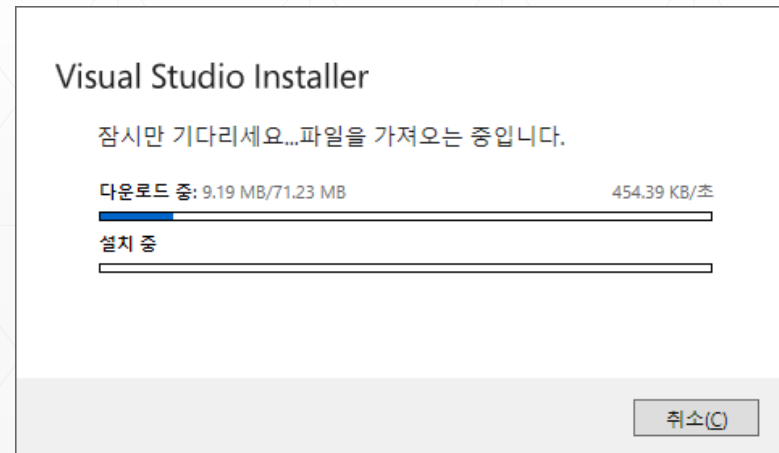 Visual Studio Installer
잠시만 기다리세요...파일을 가져오는 중입니다.
다운로드 중: 9.19 MB/71.23 MB 454.39 KB/초
설치 중
취소(C)